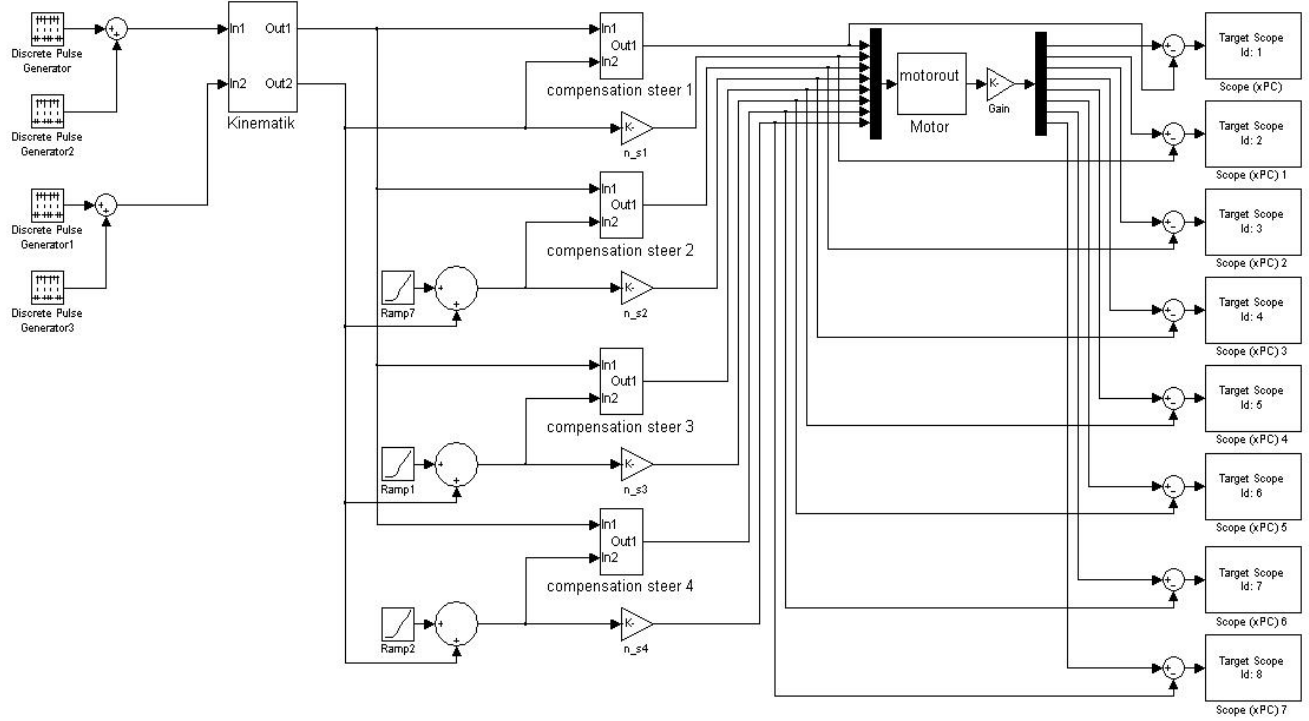 Discrete Pulse
Generator
Discrete Pulse
Generator2
Discrete Pulse
Generator1
Discrete Pulse
Generator3
In1
Out1
In2
Out2
Kinematik
In1
Out1
In2
compensation steer 1
K-
n_s1
In1
Out1
In2
compensation steer 2
Ramp7
K-
n_s2
In1
Out1
In2
compensation steer 3
Ramp1
K-
n_s3
In1
Out1
In2
compensation steer 4
Ramp2
K-
n_s4
motorout
Motor
K-
Gain
Target Scope
Id: 1
Scope (xPC)
Target Scope
Id: 2
Scope (xPC) 1
Target Scope
Id: 3
Scope (xPC) 2
Target Scope
Id: 4
Scope (xPC) 3
Target Scope
Id: 5
Scope (xPC) 4
Target Scope
Id: 6
Scope (xPC) 5
Target Scope
Id: 7
Scope (xPC) 6
Target Scope
Id: 8
Scope (xPC) 7